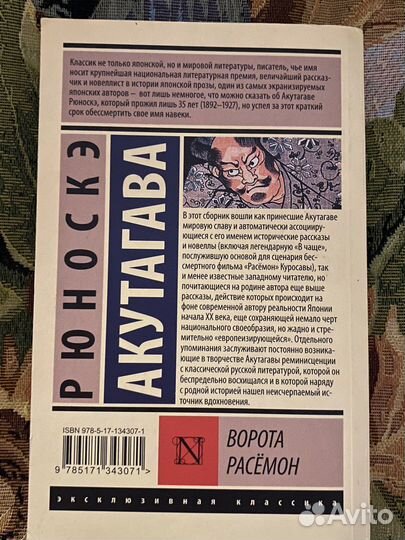 Классик не только японской, но и мировой литературы, писатель, чье имя
носит крупнейшая национальная литературная премия, величайший рассказ-
чик и новеллист в истории японской прозы, один из самых экранизируемых
японских авторов – вот лишь немногое, что можно сказать об Акутагаве
Рюноскэ, который прожил лишь 35 лет (1892–1927), но успел за этот краткий
срок обессмертить свое имя навеки.
РЮНОСКЭ
АКУТАГАВА
В этот сборник вошли как принесшие Акутагаве
мировую славу и автоматически ассоцииру-
ющиеся с его именем исторические рассказы
и новеллы (включая легендарную «В чаще»,
послужившую основой для сценария бес-
смертного фильма «Расёмон» Куросавы), так
и менее известные западному читателю, но
почитающиеся на родине автора еще выше
рассказы, действие которых происходит на
фоне современной автору реальности Японии
начала XX века, еще сохраняющей немало черт
национального своеобразия, но жадно и стре-
мительно «европеизирующейся». Отдельного
упоминания заслуживают постоянно возни-
кающие в творчестве Акутагавы реминисценции
с классической русской литературой, которой он
беспредельно восхищался и в которой наряду
с родной историей нашел неисчерпаемый ис-
точник вдохновения.
ISBN 978-5-17-134307-1
9 785171 343071 >
N
ВОРОТА
РАСЁМОН
эксклюзивная классика
Avito